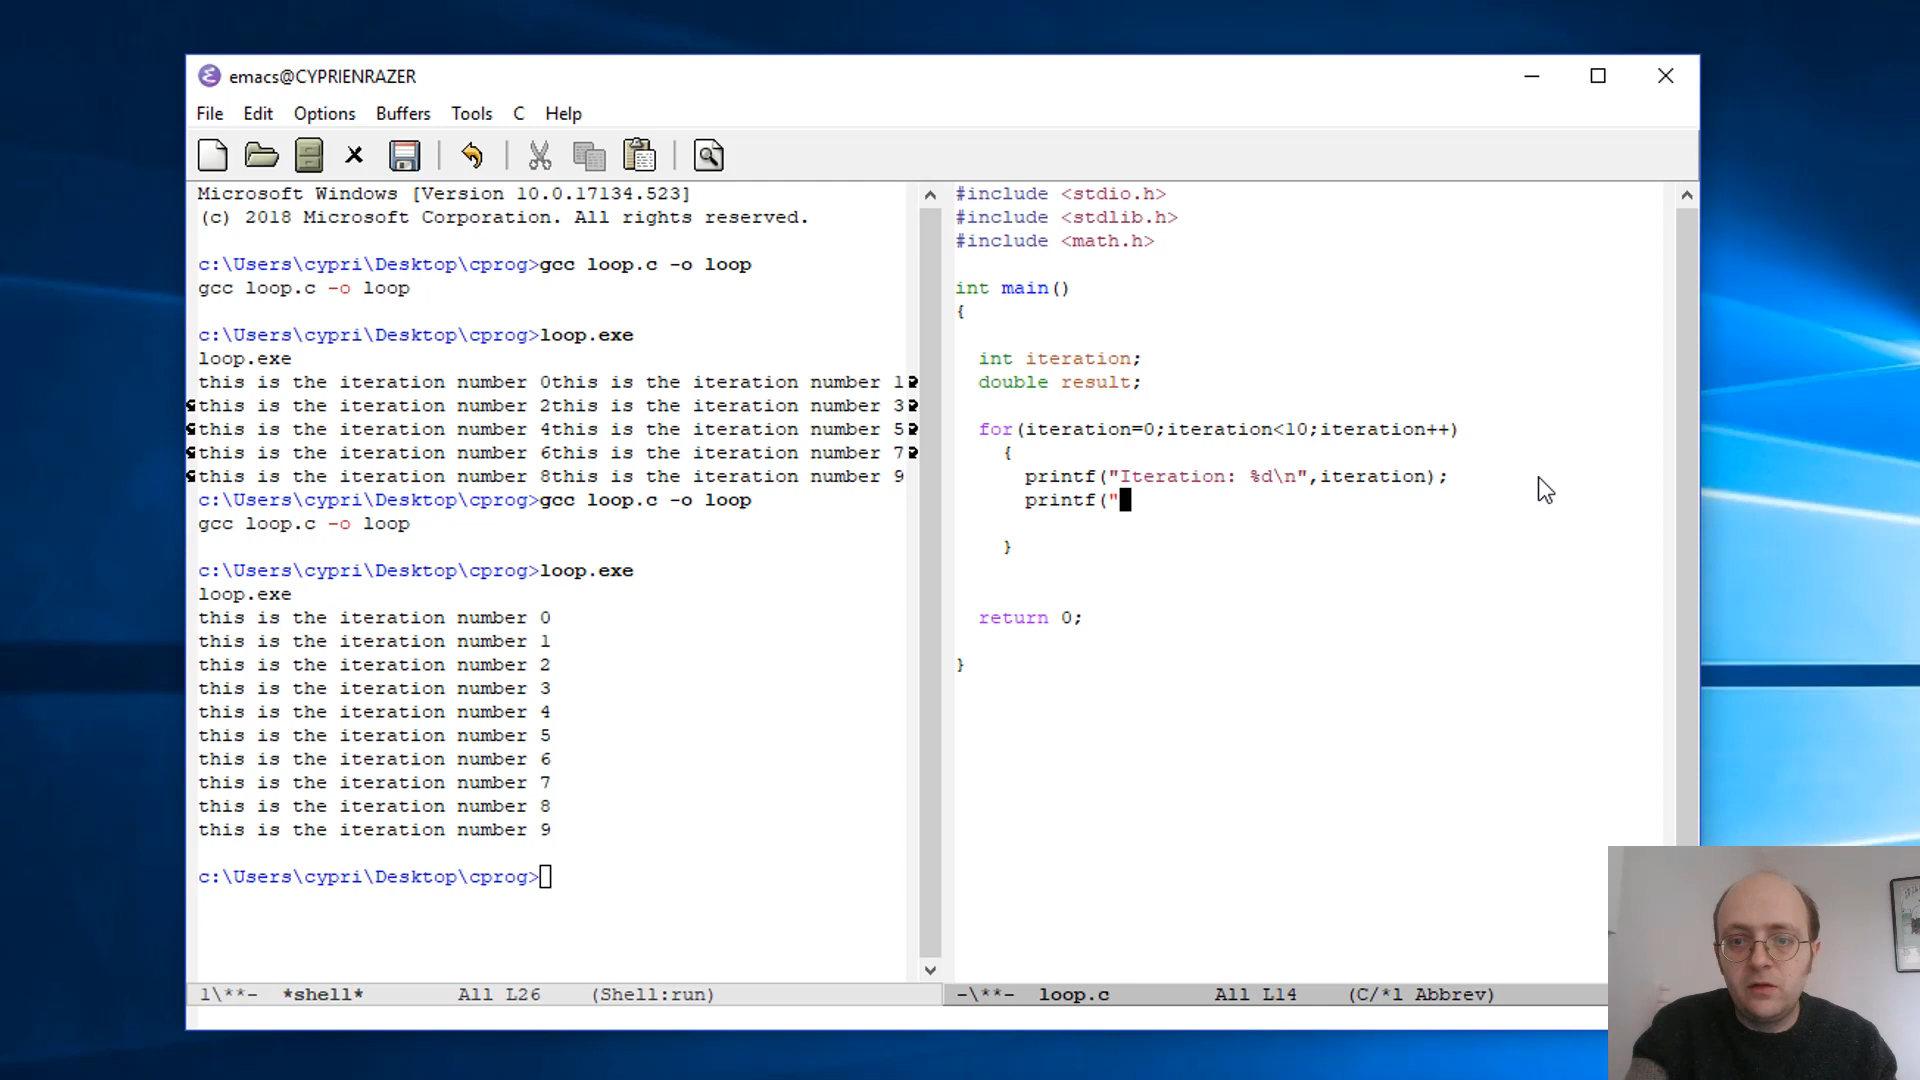 emacs@CYPRIENRAZER
File Edit Options Buffers Tools C Help
Microsoft Windows [Version 10.0.17134.523]
(c) 2018 Microsoft Corporation. All rights reserved.
c:\Users\cypri\Desktop\cprog>gcc loop.c -o loop
gcc loop.c -o loop
c:\Users\cypri\Desktop\cprog>loop.exe
loop.exe
this is the iteration number 0this is the iteration number 1
this is the iteration number 2this is the iteration number 3
this is the iteration number 4this is the iteration number 5
this is the iteration number 6this is the iteration number 7
this is the iteration number 8this is the iteration number 9
c:\Users\cypri\Desktop\cprog>gcc loop.c -o loop
gcc loop.c -o loop
c:\Users\cypri\Desktop\cprog>loop.exe
loop.exe
this is the iteration number 0
this is the iteration number 1
this is the iteration number 2
this is the iteration number 3
this is the iteration number 4
this is the iteration number 5
this is the iteration number 6
this is the iteration number 7
this is the iteration number 8
this is the iteration number 9
c:\Users\cypri\Desktop\cprog>
1\**- *shell* All L26 (Shell:run)
#include <stdio.h>
#include <stdlib.h>
#include <math.h>
int main()
{
int iteration;
double result;
for(iteration=0;iteration<10;iteration++)
{
printf("Iteration: %d\n",iteration);
printf("
}
return 0;
}
-\**- loop.c All L14 (C/*l Abbrev)